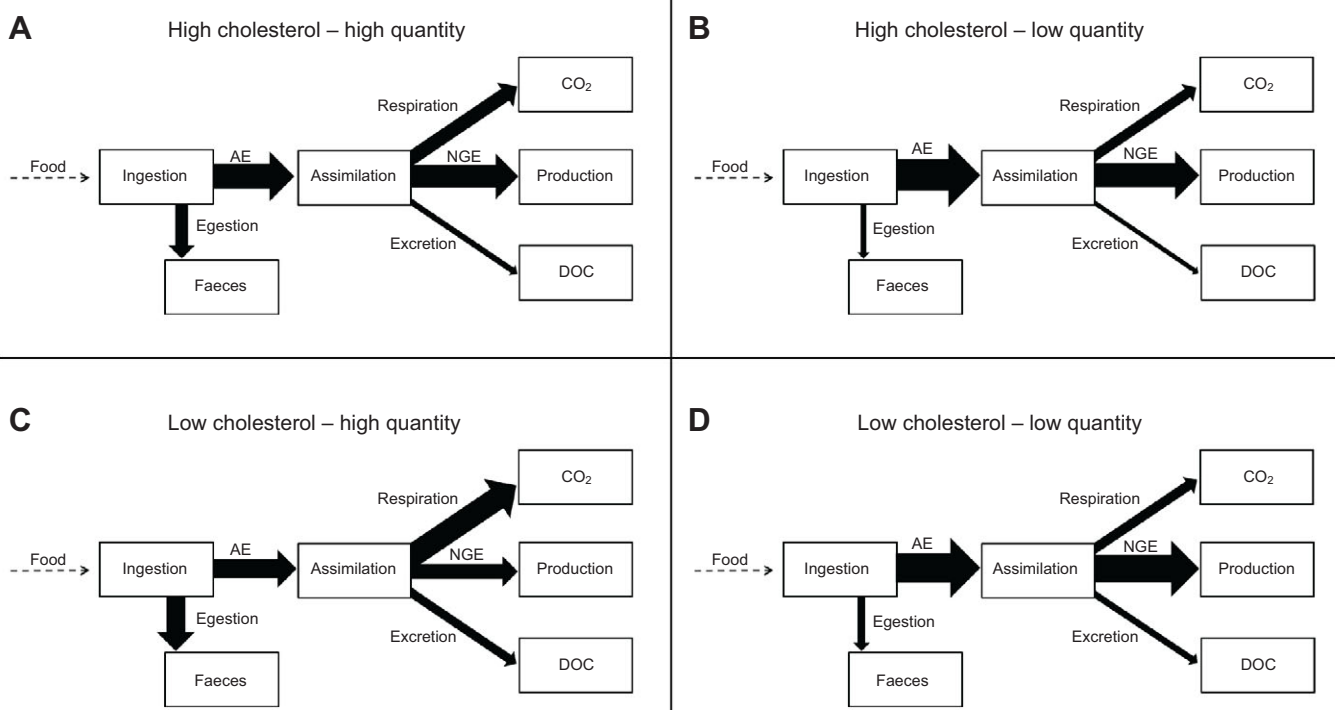 A
High cholesterol – high quantity
CO₂
Respiration
AE
NGE
Food
Ingestion
Assimilation
Production
Egestion
Excretion
Faeces
DOC
B
High cholesterol – low quantity
CO₂
Respiration
AE
NGE
Food
Ingestion
Assimilation
Production
Egestion
Excretion
Faeces
DOC
C
Low cholesterol – high quantity
CO₂
Respiration
AE
NGE
Food
Ingestion
Assimilation
Production
Egestion
Excretion
Faeces
DOC
D
Low cholesterol – low quantity
CO₂
Respiration
AE
NGE
Food
Ingestion
Assimilation
Production
Egestion
Excretion
Faeces
DOC